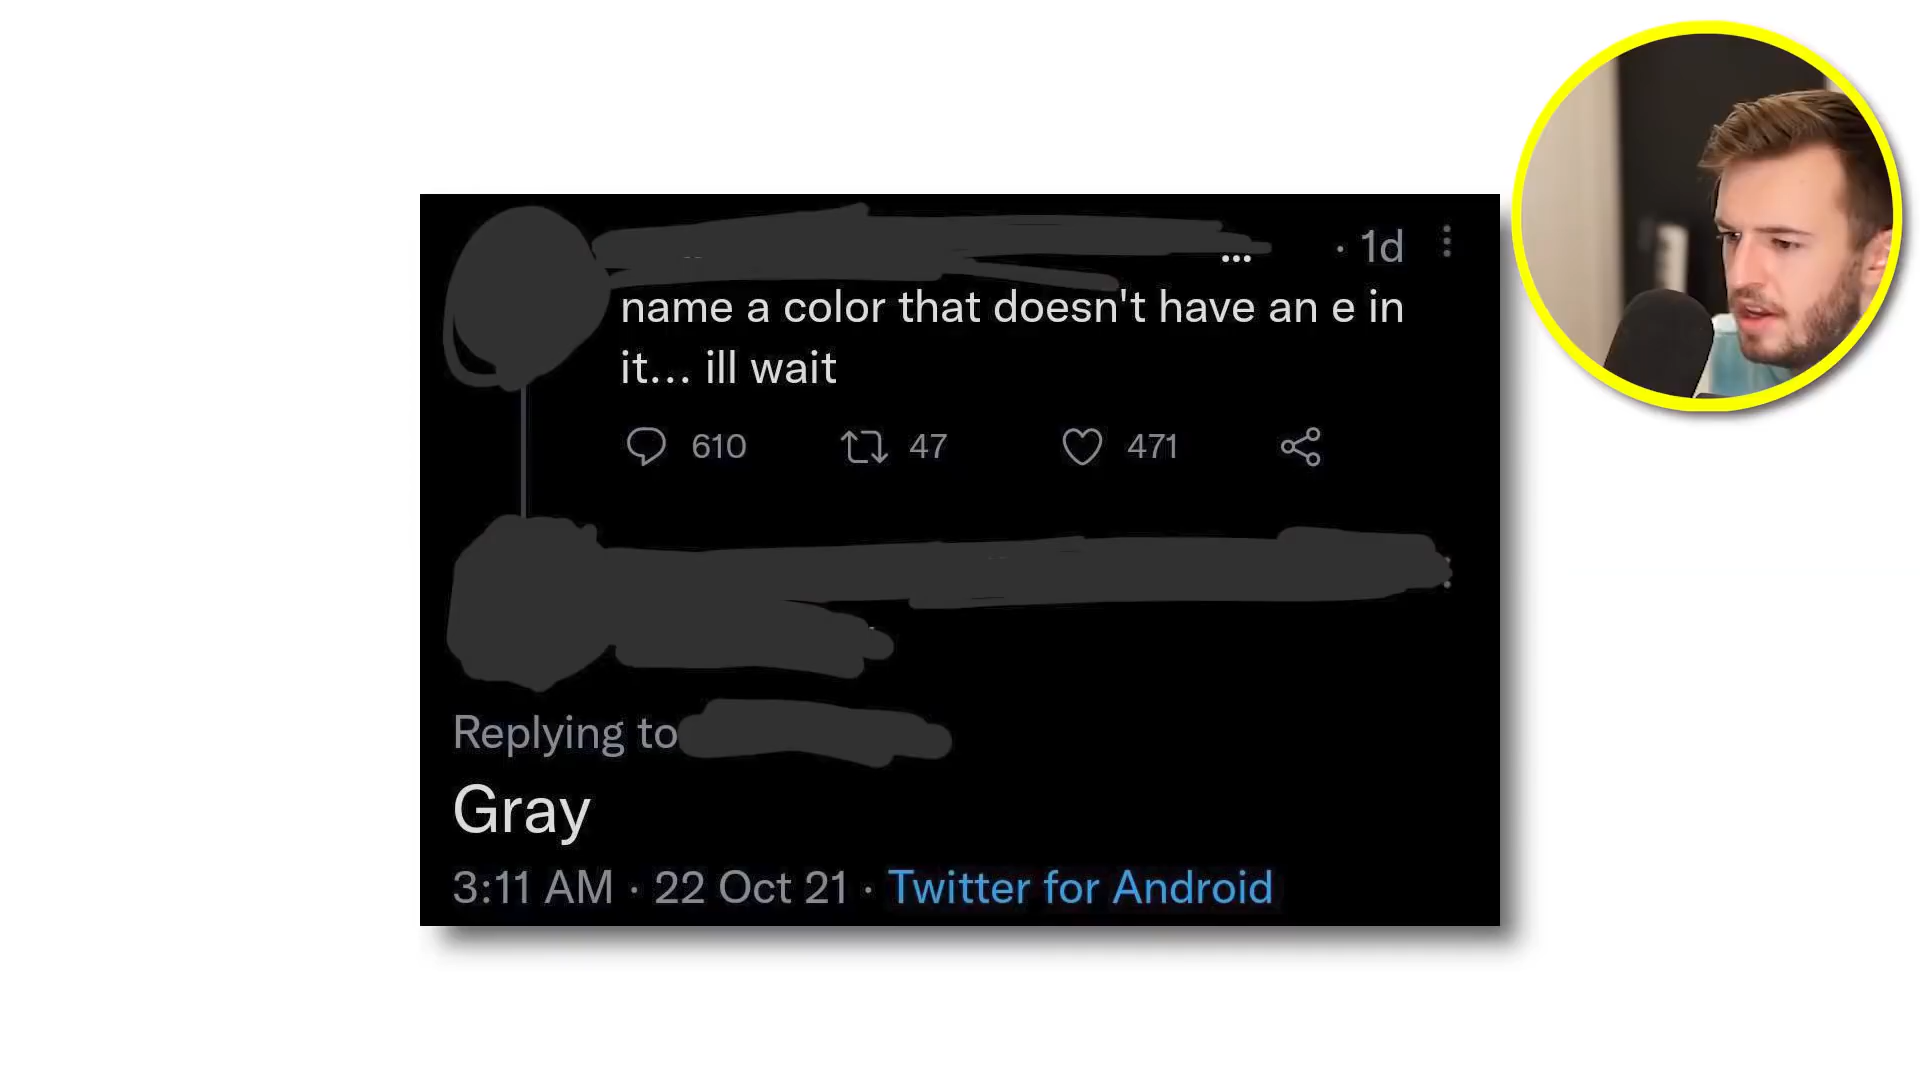 ... · 1d
name a color that doesn't have an e in
it... ill wait
610 47 471
Replying to
Gray
3:11 AM · 22 Oct 21 · Twitter for Android